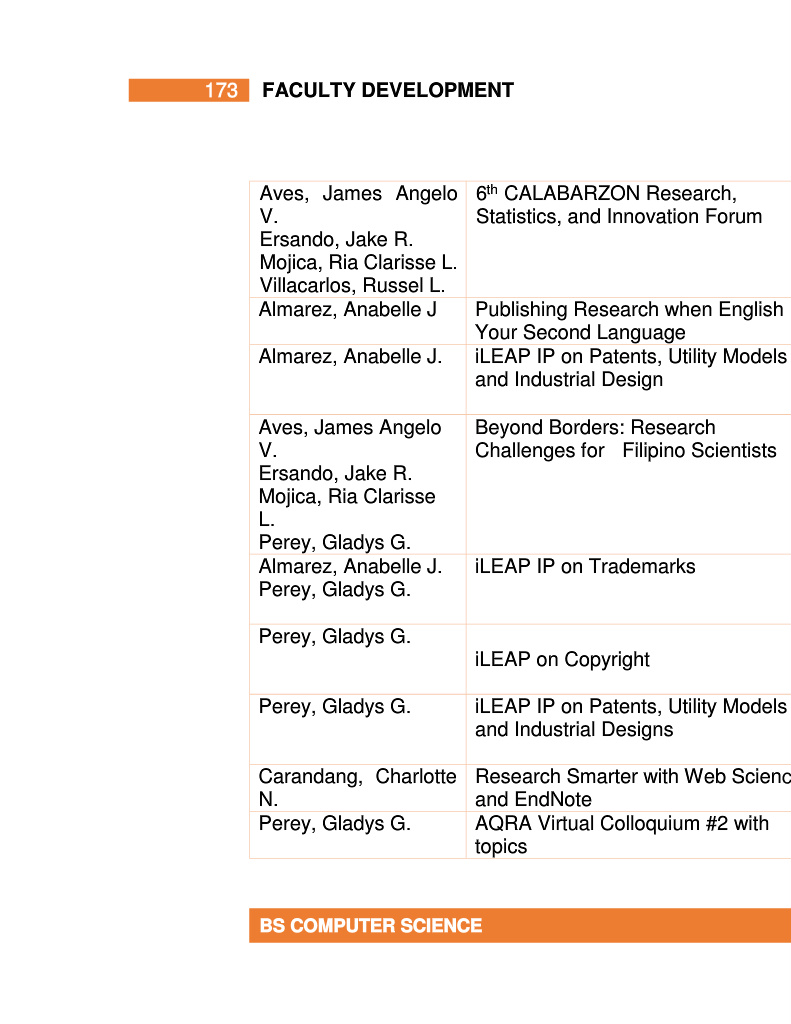 173 FACULTY DEVELOPMENT
Aves, James Angelo
V.
Ersando, Jake R.
Mojica, Ria Clarisse L.
Villacarlos, Russel L.
6th CALABARZON Research,
Statistics, and Innovation Forum
Almarez, Anabelle J
Publishing Research when English
Your Second Language
Almarez, Anabelle J.
iLEAP IP on Patents, Utility Models
and Industrial Design
Aves, James Angelo
V.
Ersando, Jake R.
Mojica, Ria Clarisse
L.
Perey, Gladys G.
Beyond Borders: Research
Challenges for Filipino Scientists
Almarez, Anabelle J.
Perey, Gladys G.
iLEAP IP on Trademarks
Perey, Gladys G.
iLEAP on Copyright
Perey, Gladys G.
iLEAP IP on Patents, Utility Models
and Industrial Designs
Carandang, Charlotte
N.
Research Smarter with Web Scienc
and EndNote
Perey, Gladys G.
AQRA Virtual Colloquium #2 with
topics
BS COMPUTER SCIENCE